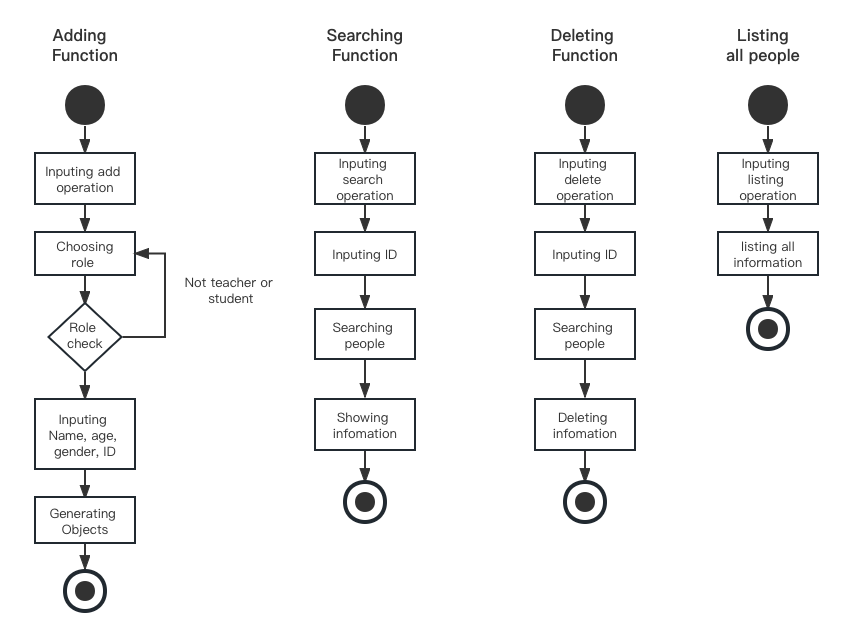 Adding
Function
Inputing add
operation
Choosing
role
Not teacher or
student
Role
check
Inputing
Name, age,
gender, ID
Generating
Objects
Searching
Function
Inputing
search
operation
Inputing ID
Searching
people
Showing
infomation
Deleting
Function
Inputing
delete
operation
Inputing ID
Searching
people
Deleting
infomation
Listing
all people
Inputing
listing
operation
listing all
information